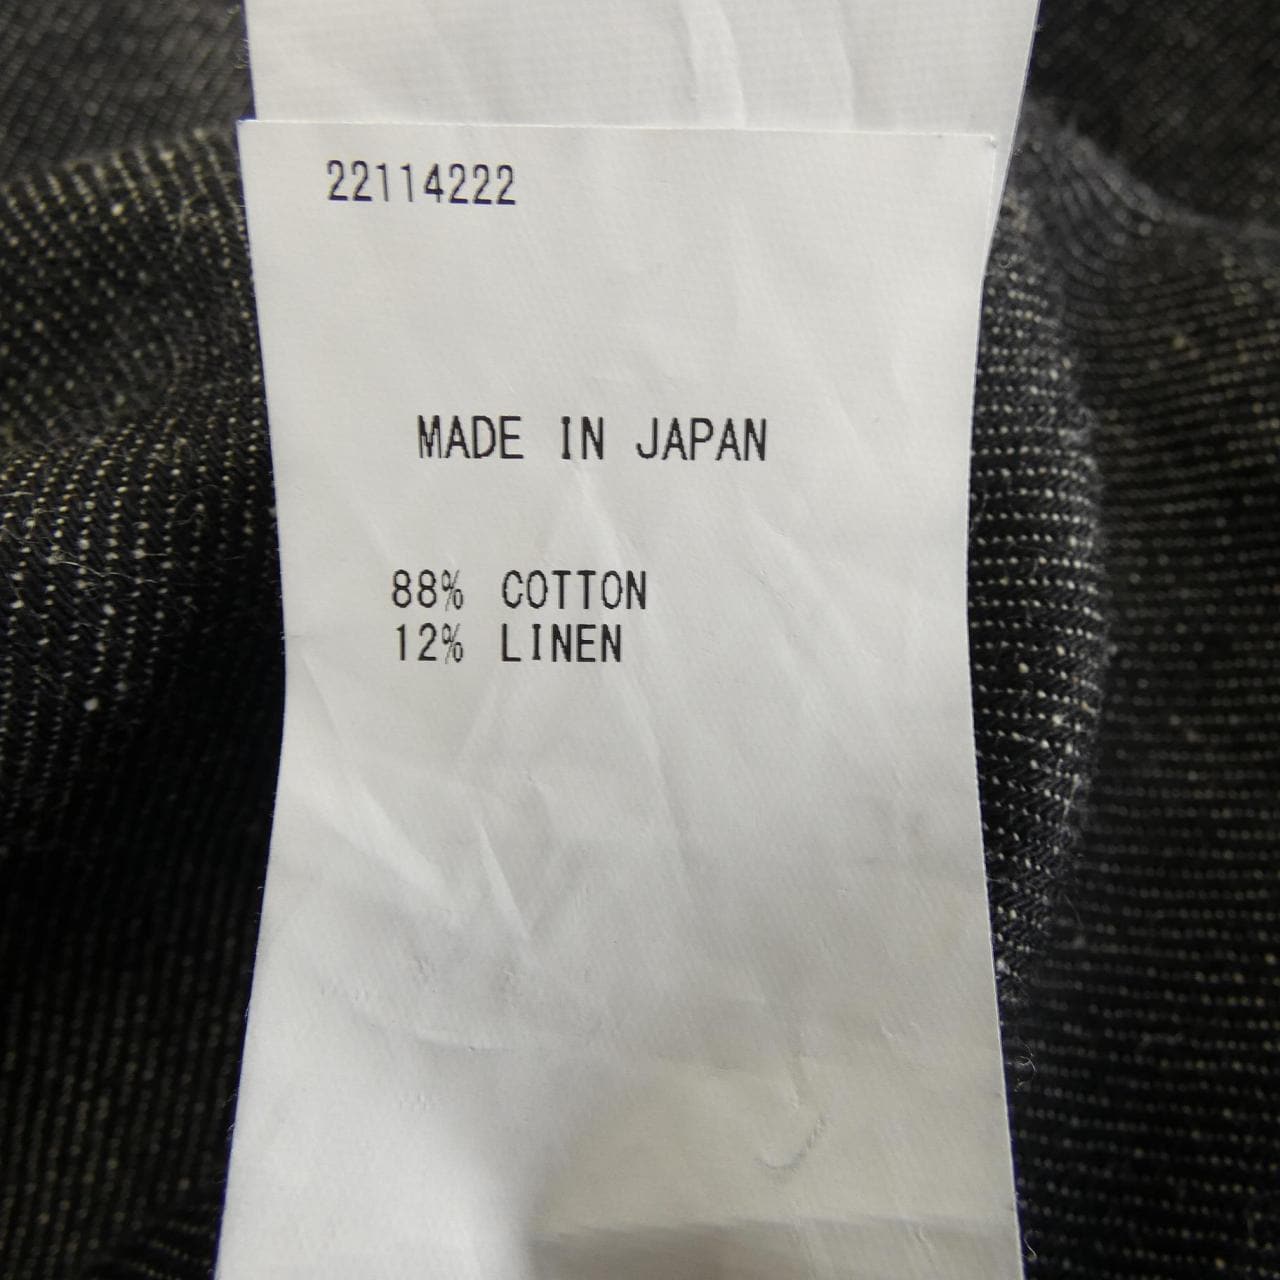 22114222
MADE IN JAPAN
88% COTTON
12% LINEN